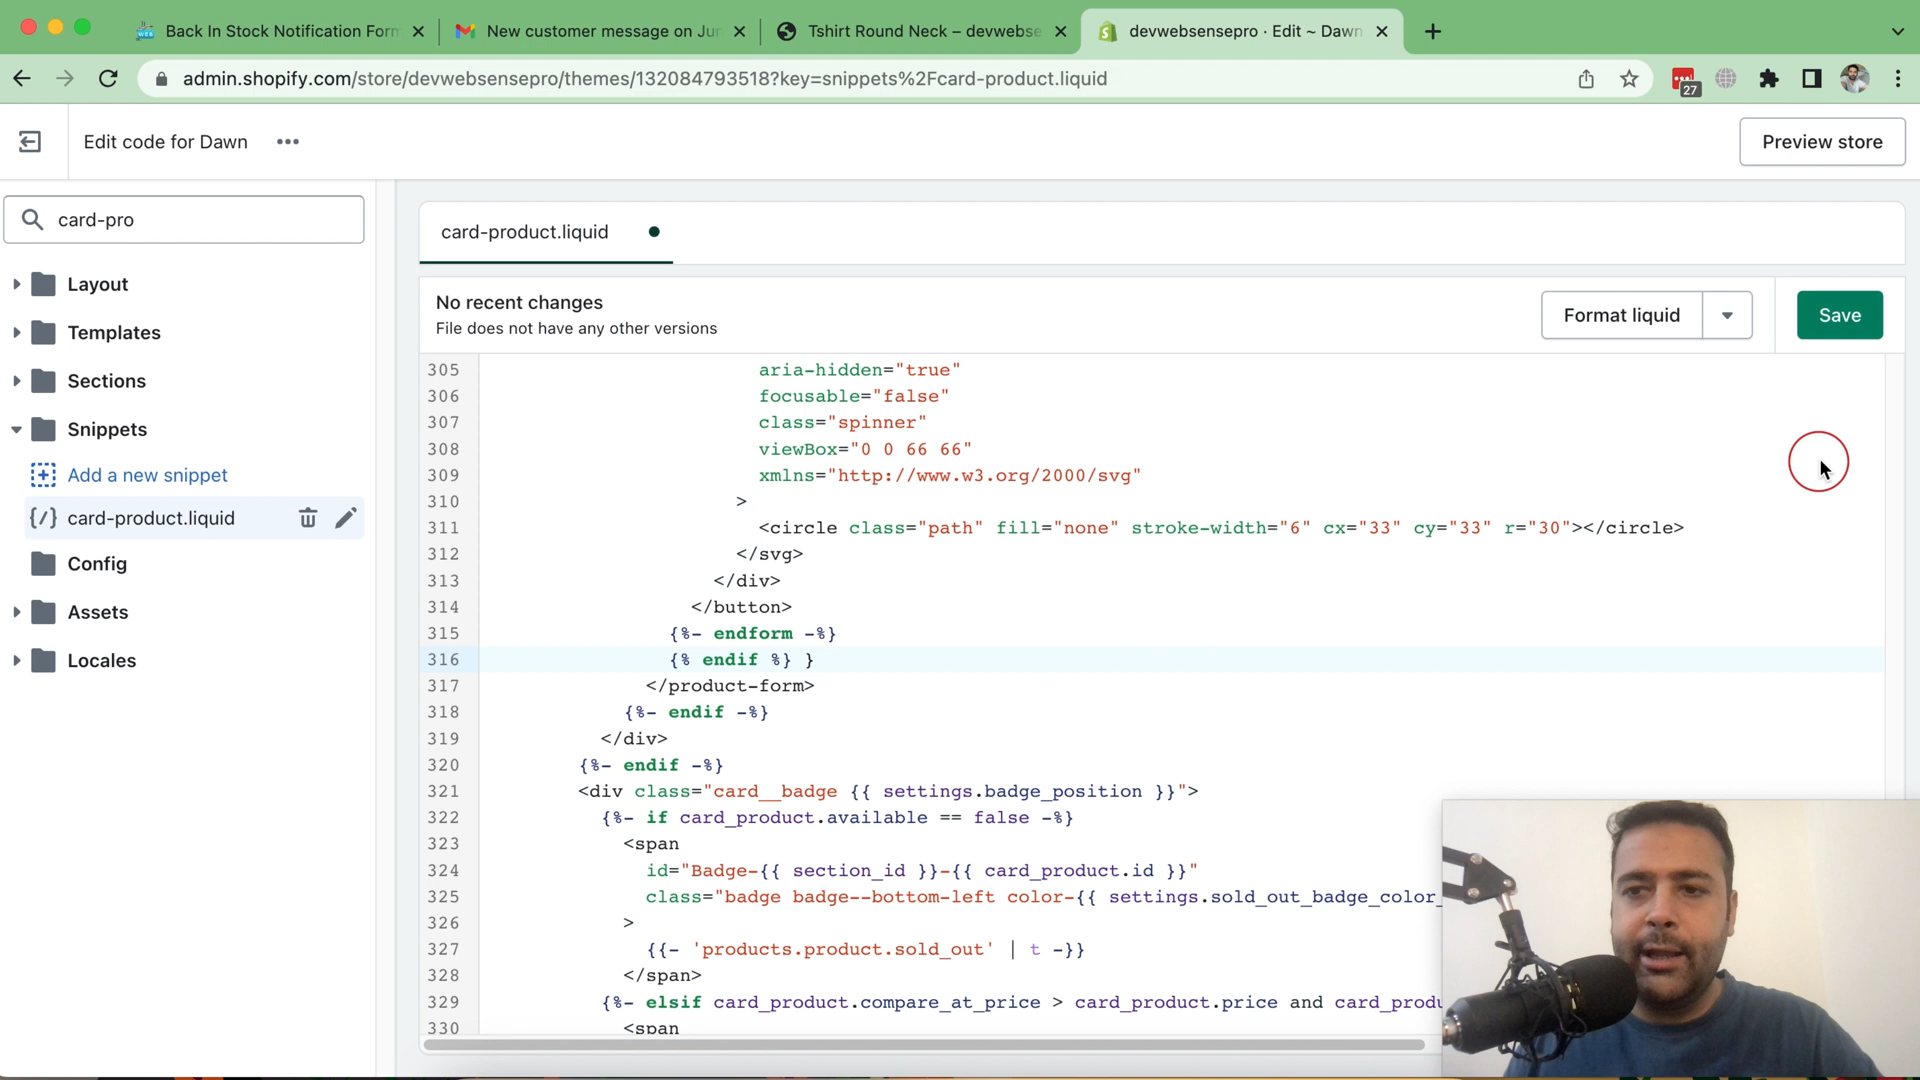 Back In Stock Notification Form
New customer message on Jun
Tshirt Round Neck – devwebse
devwebsensepro · Edit ~ Dawn
admin.shopify.com/store/devwebsensepro/themes/132084793518?key=snippets%2Fcard-product.liquid
27
Edit code for Dawn
Preview store
card-pro
Layout
Templates
Sections
Snippets
Add a new snippet
{/} card-product.liquid
Config
Assets
Locales
card-product.liquid
No recent changes
File does not have any other versions
Format liquid
Save
305 aria-hidden="true"
306 focusable="false"
307 class="spinner"
308 viewBox="0 0 66 66"
309 xmlns="http://www.w3.org/2000/svg"
310 >
311 <circle class="path" fill="none" stroke-width="6" cx="33" cy="33" r="30"></circle>
312 </svg>
313 </div>
314 </button>
315 {%- endform -%}
316 {% endif %} }
317 </product-form>
318 {%- endif -%}
319 </div>
320 {%- endif -%}
321 <div class="card__badge {{ settings.badge_position }}">
322 {%- if card_product.available == false -%}
323 <span
324 id="Badge-{{ section_id }}-{{ card_product.id }}"
325 class="badge badge--bottom-left color-{{ settings.sold_out_badge_color_
326 >
327 {{- 'products.product.sold_out' | t -}}
328 </span>
329 {%- elsif card_product.compare_at_price > card_product.price and card_produ
330 <span